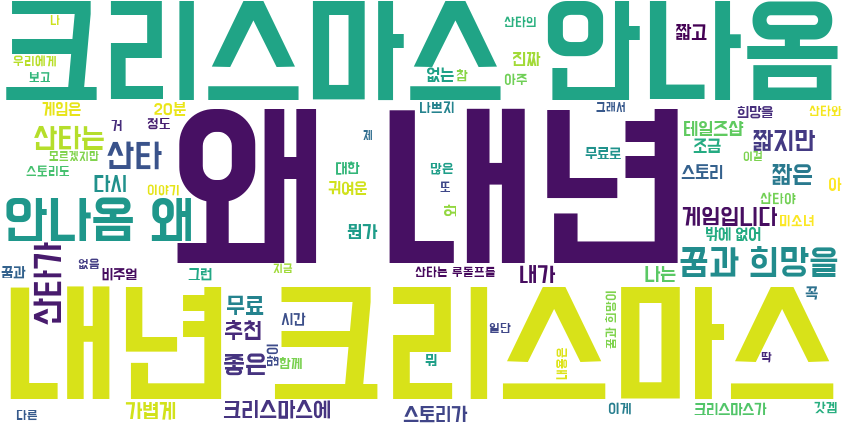 크리스마스 안나옴
나
산타의
짧고
우리에게
보고
없는
참
진짜
아주
게임은
20분
나쁘지
그래서
희망을
산타와
산타는
거
정도
왜 내년
테일즈샵
짧지만
모르겠지만
산타
제
조금
스토리도
다시
이야기
대한
귀여운
많은
또
무료로
스토리
이걸
짧은
아
안나옴 왜
뭔가
와
산타야
게임입니다
미소녀
밖에 없어
산타가
꿈과
없음
비주얼
그런
지금
산타는 루돌프를
내가
나는
꿈과 희망을
내년 크리스마스
무료
추천
시간
일단
꿈과 희망이
꼭
좋은
많이
함께
뭐
내용은
딱
다른
가볍게
크리스마스에
스토리가
이게
크리스마스가
갓겜